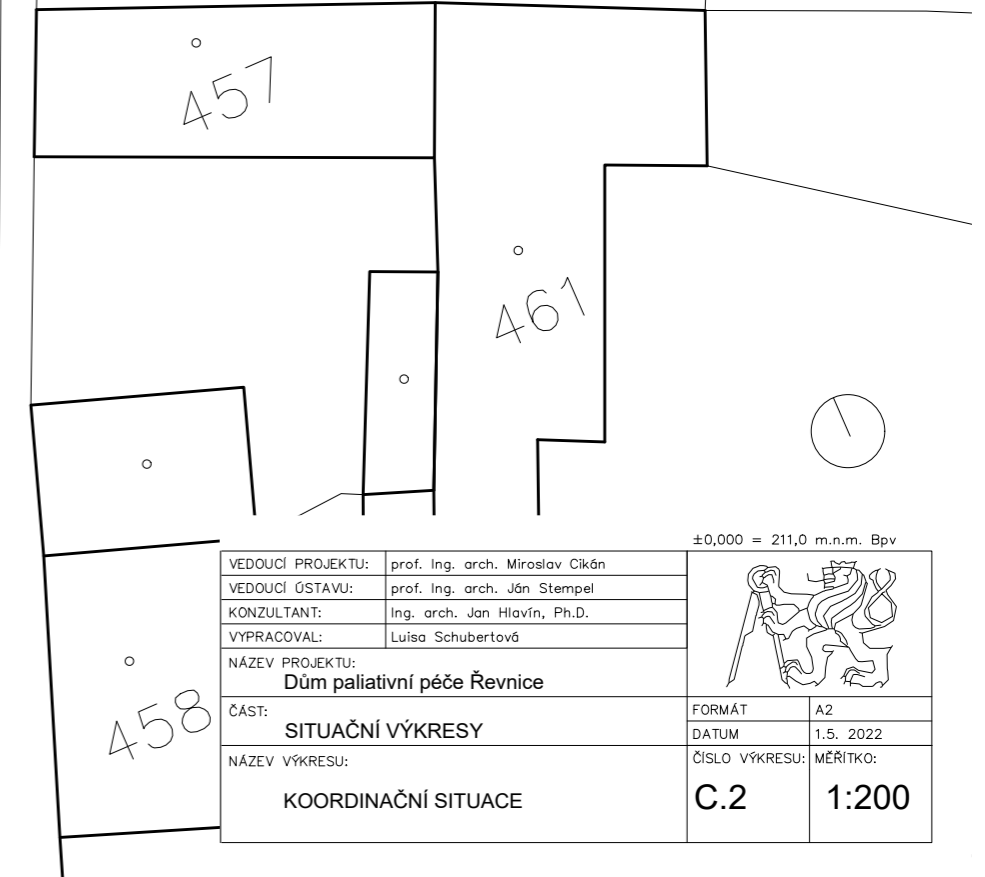 457
461
458
±0,000 = 211,0 m.n.m. Bpv
VEDOUCÍ PROJEKTU: prof. Ing. arch. Miroslav Cikán
VEDOUCÍ ÚSTAVU: prof. Ing. arch. Ján Stempel
KONZULTANT: Ing. arch. Jan Hlavín, Ph.D.
VYPRACOVAL: Luisa Schubertová
NÁZEV PROJEKTU:
Dům paliativní péče Řevnice
ČÁST:
SITUAČNÍ VÝKRESY
FORMÁT A2
DATUM 1.5. 2022
NÁZEV VÝKRESU:
KOORDINAČNÍ SITUACE
ČÍSLO VÝKRESU: MĚŘÍTKO:
C.2 1:200